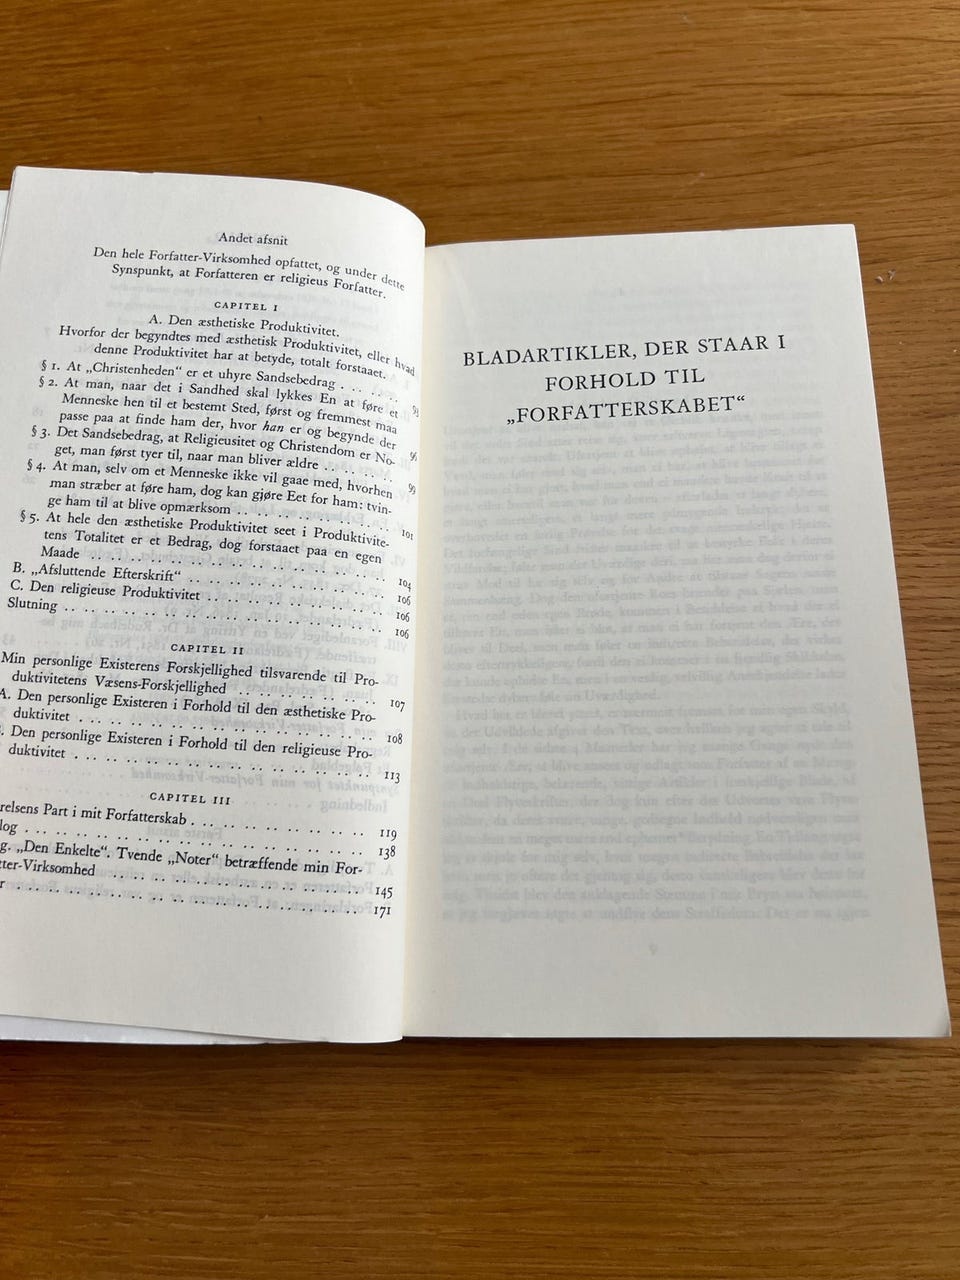 Andet afsnit
Den hele Forfatter-Virksomhed opfattet, og under dette
Synspunkt, at Forfatteren er religieus Forfatter.
CAPITEL I
A. Den æsthetiske Produktivitet.
Hvorfor der begyndtes med æsthetisk Produktivitet, eller hvad
denne Produktivitet har at betyde, totalt forstaaet.
§ 1. At „Christenheden“ er et uhyre Sandsebedrag . . . . . . 93
§ 2. At man, naar det i Sandhed skal lykkes En at føre et
Menneske hen til et bestemt Sted, først og fremmest maa
passe paa at finde ham der, hvor han er og begynde der
§ 3. Det Sandsebedrag, at Religieusitet og Christendom er No- 96
get, man først tyer til, naar man bliver ældre . . . . . . . .
§ 4. At man, selv om et Menneske ikke vil gaae med, hvorhen 99
man stræber at føre ham, dog kan gjøre Eet for ham: tvin-
ge ham til at blive opmærksom . . . . . . . . . . . . . . .
§ 5. At hele den æsthetiske Produktivitet seet i Produktivite- 101
tens Totalitet er et Bedrag, dog forstaaet paa en egen
Maade . . . . . . . . . . . . . . . . . . . . . . . . . . . .
B. „Afsluttende Efterskrift“ . . . . . . . . . . . . . . . . . 104
C. Den religieuse Produktivitet . . . . . . . . . . . . . . . . 106
Slutning . . . . . . . . . . . . . . . . . . . . . . . . . . . . 106
106
CAPITEL II
Min personlige Existerens Forskjellighed tilsvarende til Pro-
duktivitetens Væsens-Forskjellighed . . . . . . . . . . . . . 107
A. Den personlige Existeren i Forhold til den æsthetiske Pro-
duktivitet . . . . . . . . . . . . . . . . . . . . . . . . . . . 108
. Den personlige Existeren i Forhold til den religieuse Pro-
duktivitet . . . . . . . . . . . . . . . . . . . . . . . . . . . 113
CAPITEL III
relsens Part i mit Forfatterskab . . . . . . . . . . . . . . . 119
log . . . . . . . . . . . . . . . . . . . . . . . . . . . . . . 138
g. „Den Enkelte“. Tvende „Noter“ betræffende min For-
tter-Virksomhed . . . . . . . . . . . . . . . . . . . . . . . 145
r . . . . . . . . . . . . . . . . . . . . . . . . . . . . . . . 171
BLADARTIKLER, DER STAAR I
FORHOLD TIL
„FORFATTERSKABET“